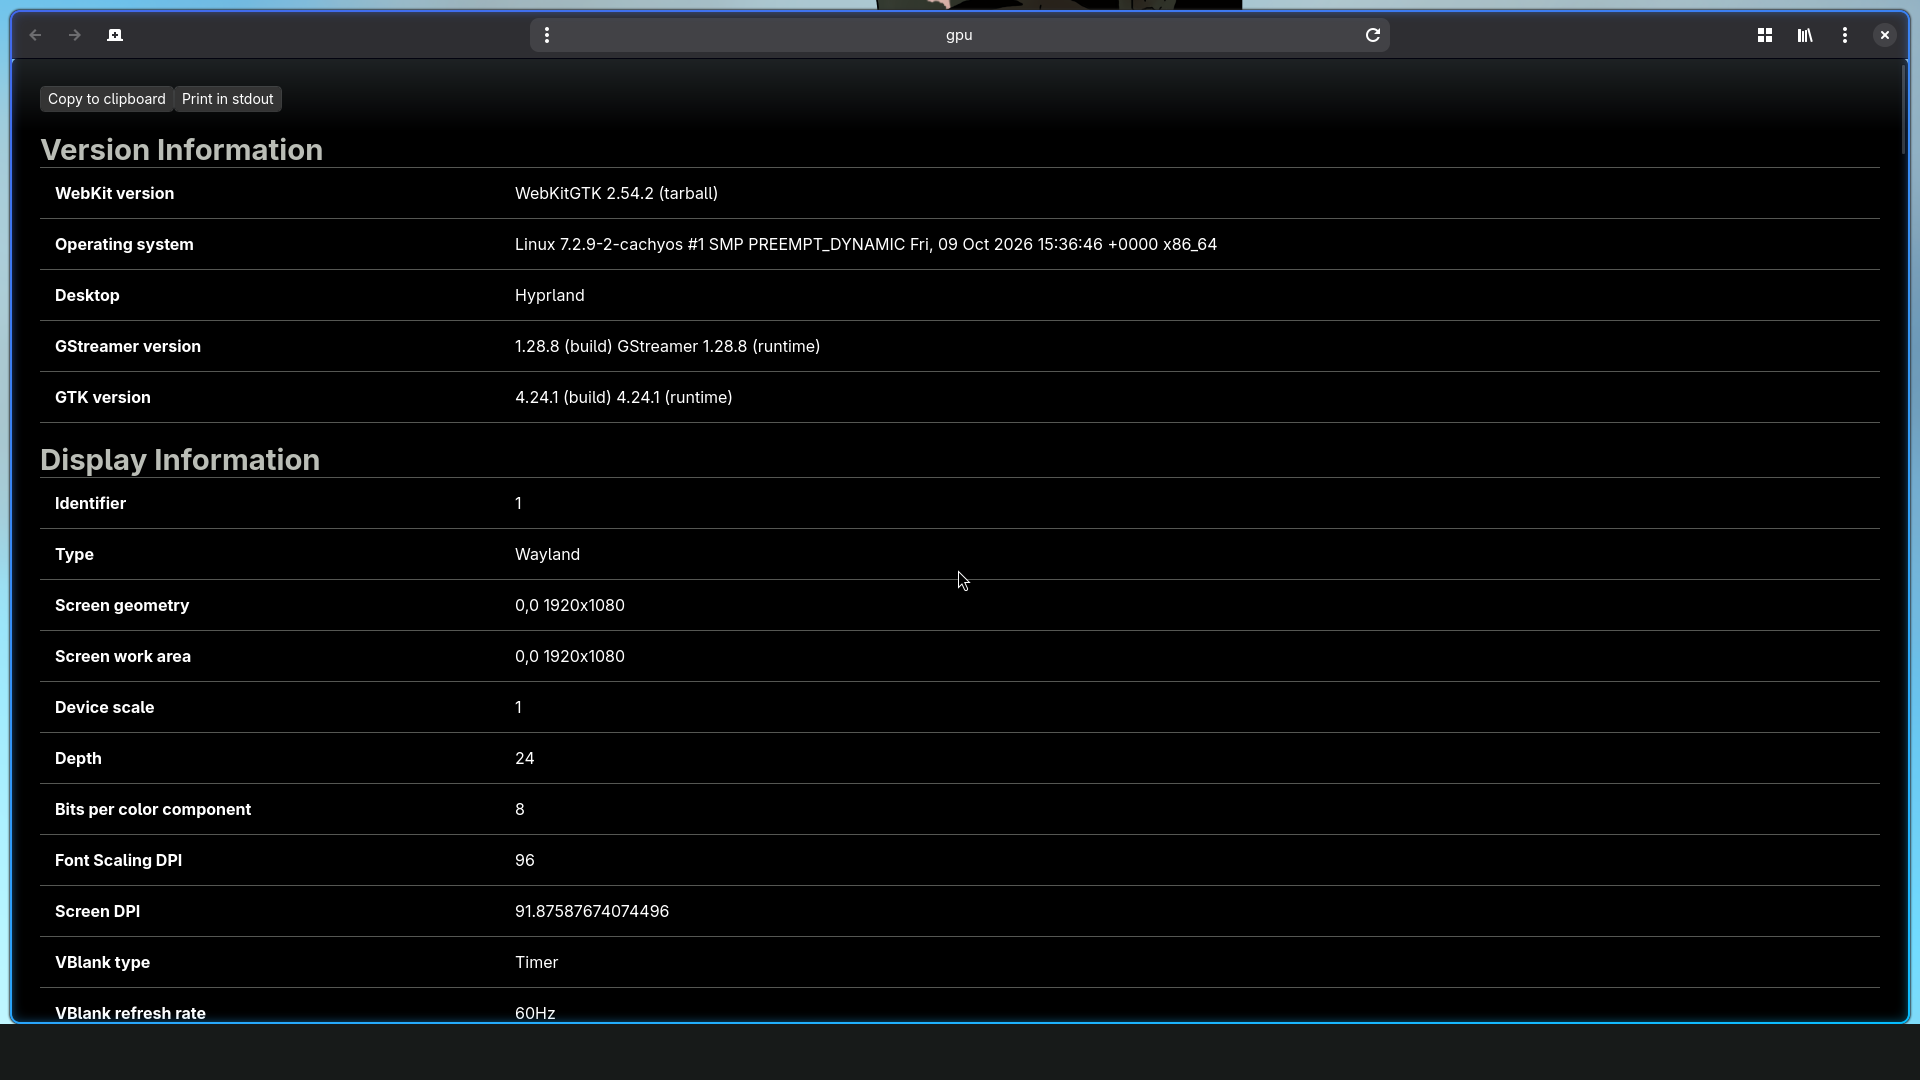 gpu
Copy to clipboard Print in stdout
Version Information
WebKit version WebKitGTK 2.54.2 (tarball)
Operating system Linux 7.2.9-2-cachyos #1 SMP PREEMPT_DYNAMIC Fri, 09 Oct 2026 15:36:46 +0000 x86_64
Desktop Hyprland
GStreamer version 1.28.8 (build) GStreamer 1.28.8 (runtime)
GTK version 4.24.1 (build) 4.24.1 (runtime)
Display Information
Identifier 1
Type Wayland
Screen geometry 0,0 1920x1080
Screen work area 0,0 1920x1080
Device scale 1
Depth 24
Bits per color component 8
Font Scaling DPI 96
Screen DPI 91.87587674074496
VBlank type Timer
VBlank refresh rate 60Hz